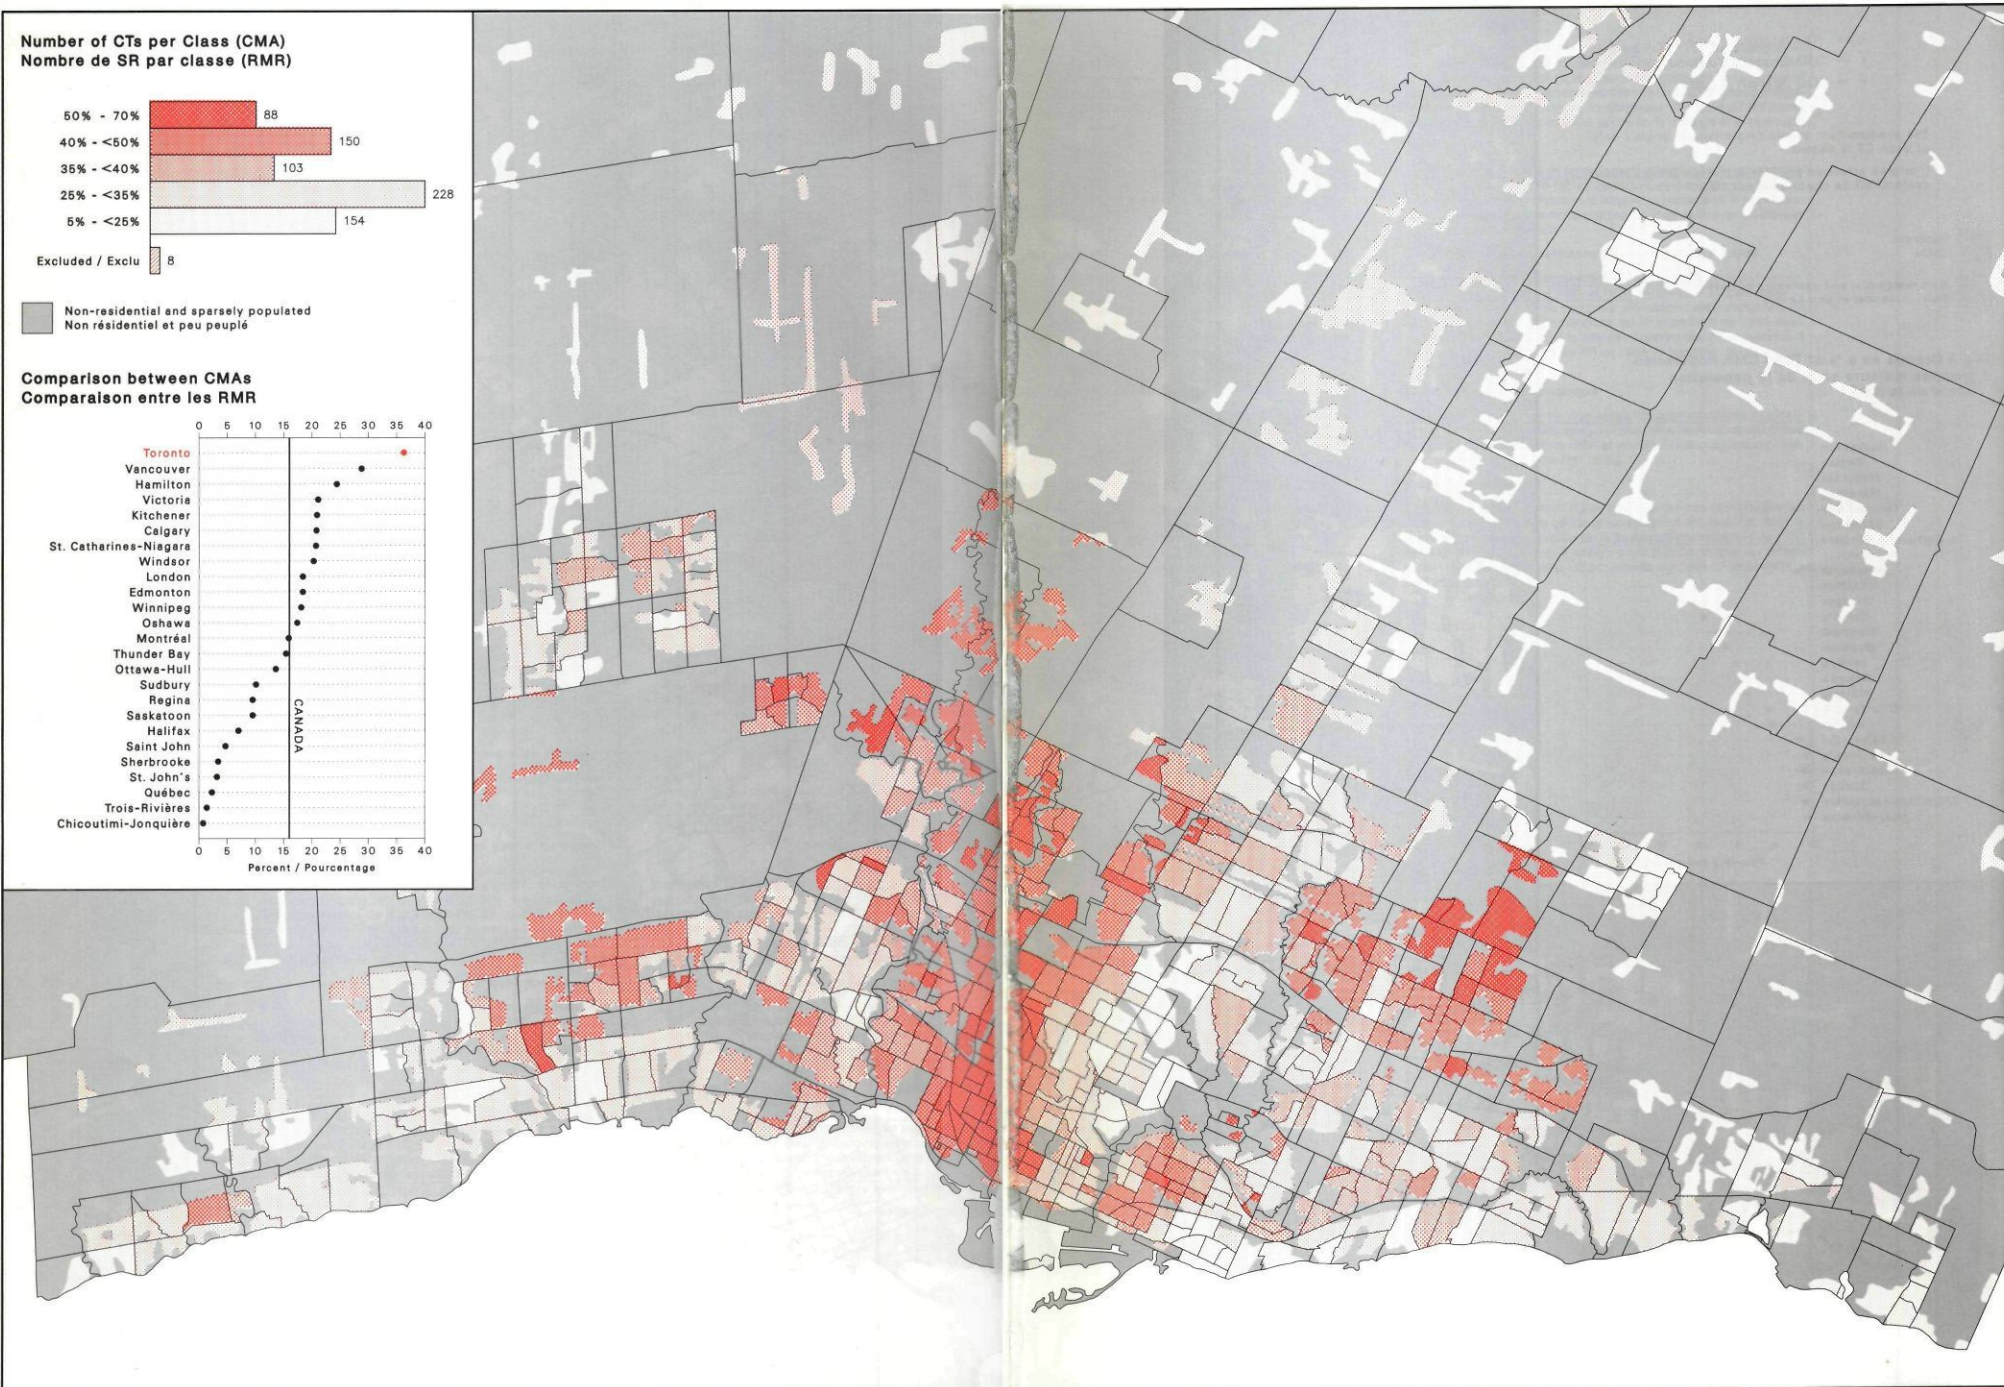 Number of CTs per Class (CMA)
Nombre de SR par classe (RMR)
50% - 70% 88
40% - <50% 150
35% - <40% 103
25% - <35% 228
5% - <25% 154
Excluded / Exclu 8
Non-residential and sparsely populated
Non résidentiel et peu peuplé
Comparison between CMAs
Comparaison entre les RMR
0 5 10 15 20 25 30 35 40
Toronto
Vancouver
Hamilton
Victoria
Kitchener
Calgary
St. Catharines-Niagara
Windsor
London
Edmonton
Winnipeg
Oshawa
Montréal
Thunder Bay
Ottawa-Hull
Sudbury
Regina
Saskatoon
Halifax
Saint John
Sherbrooke
St. John's
Québec
Trois-Rivières
Chicoutimi-Jonquière
CANADA
0 5 10 15 20 25 30 35 40
Percent / Pourcentage